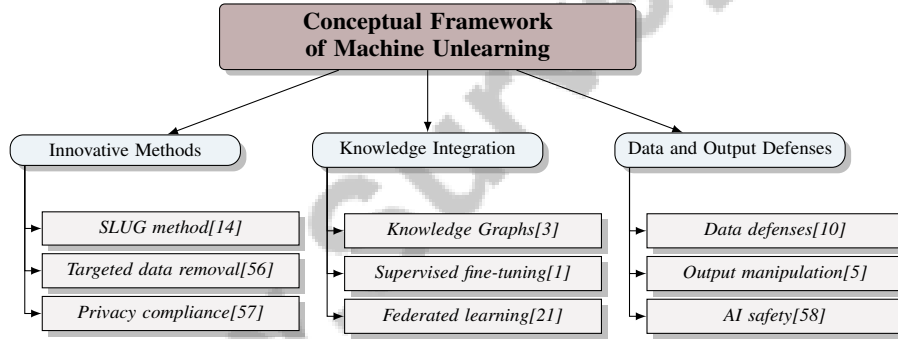 Conceptual Framework
of Machine Unlearning
Innovative Methods
SLUG method[14]
Targeted data removal[56]
Privacy compliance[57]
Knowledge Integration
Knowledge Graphs[3]
Supervised fine-tuning[1]
Federated learning[21]
Data and Output Defenses
Data defenses[10]
Output manipulation[5]
AI safety[58]